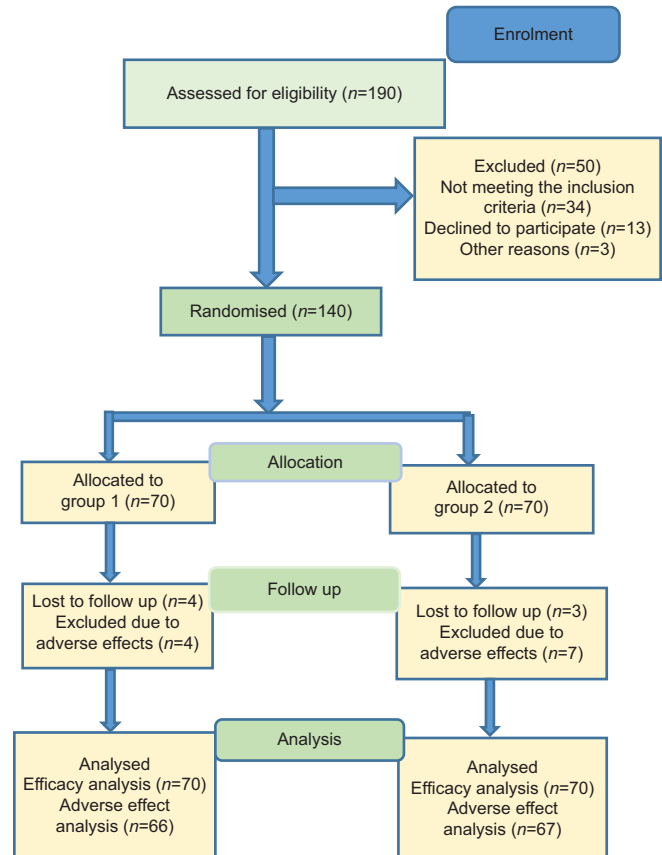 Enrolment
Assessed for eligibility (n=190)
Excluded (n=50)
Not meeting the inclusion
criteria (n=34)
Declined to participate (n=13)
Other reasons (n=3)
Randomised (n=140)
Allocation
Allocated to
group 1 (n=70)
Allocated to
group 2 (n=70)
Follow up
Lost to follow up (n=4)
Excluded due to
adverse effects (n=4)
Lost to follow up (n=3)
Excluded due to
adverse effects (n=7)
Analysis
Analysed
Efficacy analysis (n=70)
Adverse effect
analysis (n=66)
Analysed
Efficacy analysis (n=70)
Adverse effect
analysis (n=67)